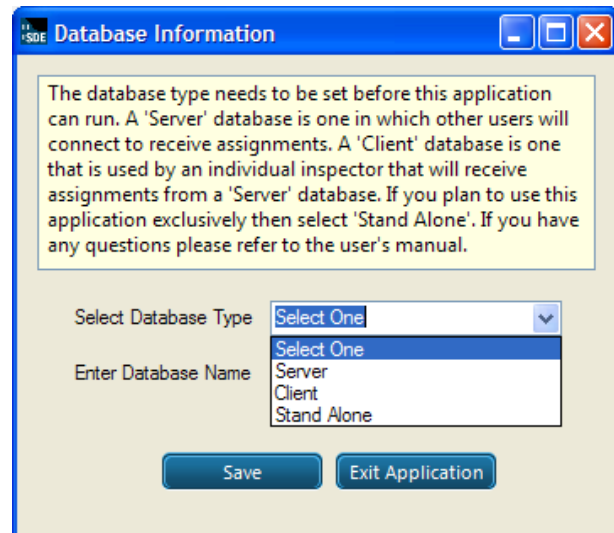 SDE Database Information
The database type needs to be set before this application
can run. A 'Server' database is one in which other users will
connect to receive assignments. A 'Client' database is one
that is used by an individual inspector that will receive
assignments from a 'Server' database. If you plan to use this
application exclusively then select 'Stand Alone'. If you have
any questions please refer to the user's manual.
Select Database Type Select One
Select One
Enter Database Name Server
Client
Stand Alone
Save Exit Application